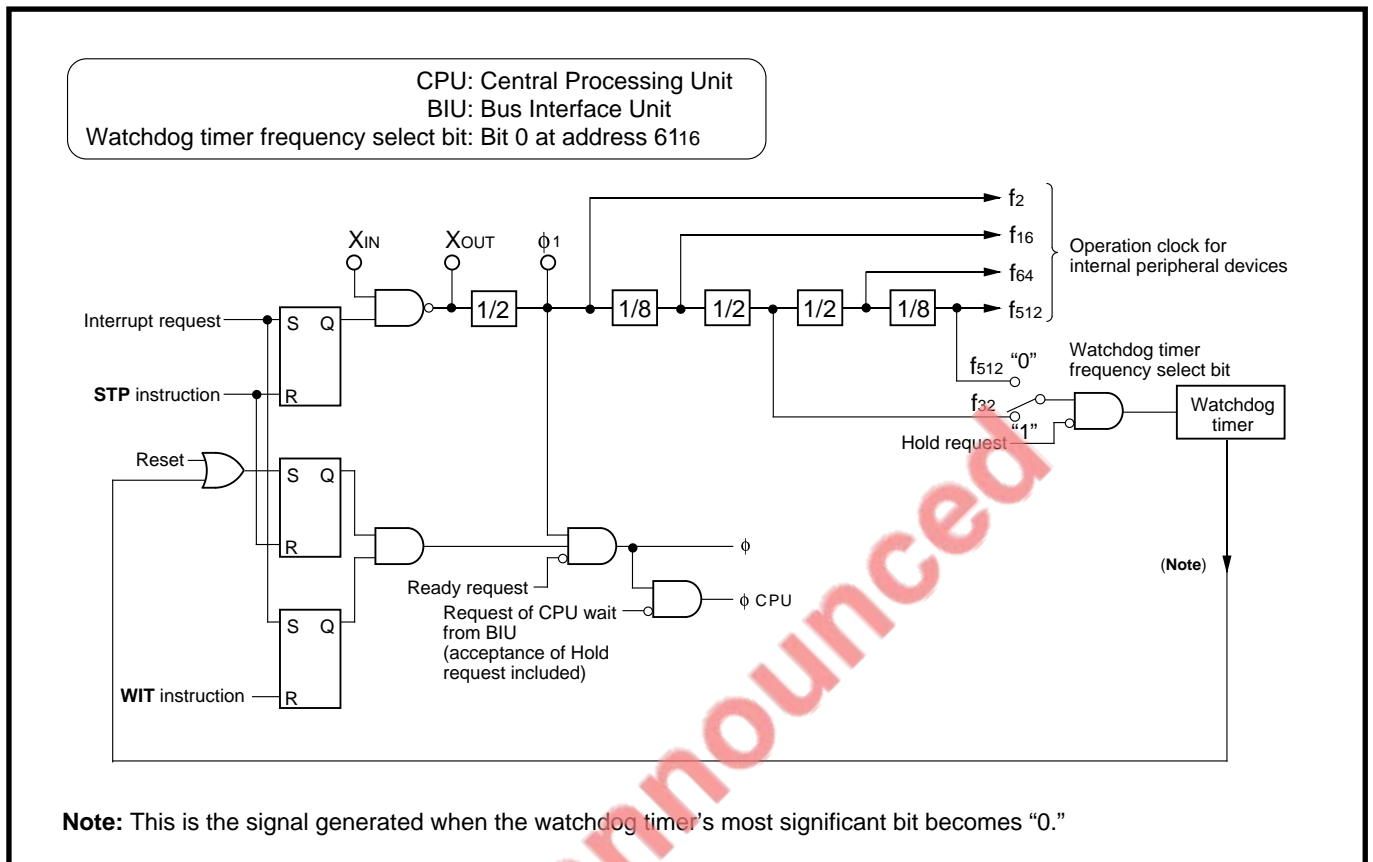 CPU: Central Processing Unit
BIU: Bus Interface Unit
Watchdog timer frequency select bit: Bit 0 at address 6116
f2
f16
f64
f512
Operation clock for
internal peripheral devices
XIN
XOUT
ϕ1
1/2
1/8
1/2
1/2
1/8
Interrupt request
S Q
R
STP instruction
f512 "0"
f32
"1"
Watchdog timer
frequency select bit
Hold request
Watchdog
timer
Reset
S Q
R
ϕ
Ready request
Request of CPU wait
from BIU
(acceptance of Hold
request included)
ϕ CPU
(Note)
S Q
R
WIT instruction
Note: This is the signal generated when the watchdog timer's most significant bit becomes "0."
nnounced